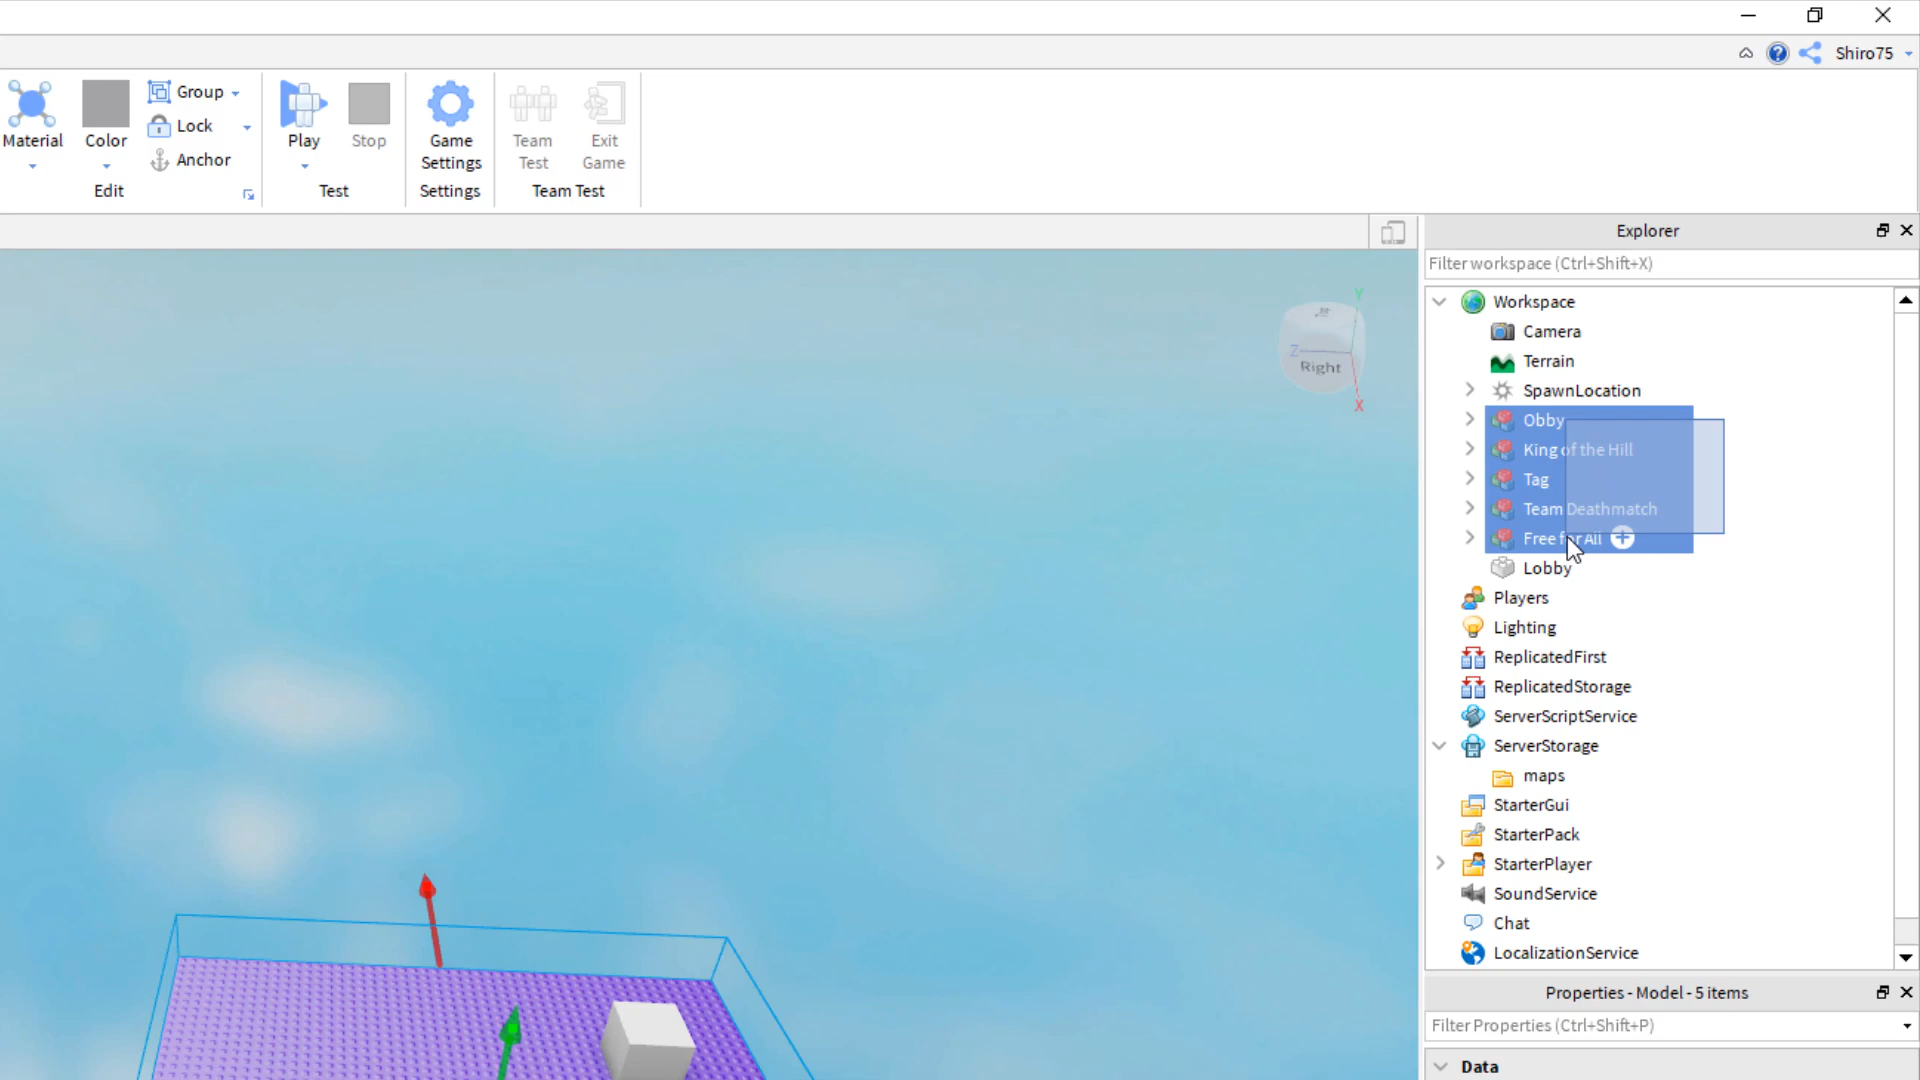 Shiro75
Material
Color
Group
Lock
Anchor
Edit
Play
Stop
Test
Game
Settings
Settings
Team
Test
Exit
Game
Team Test
Explorer
Filter workspace (Ctrl+Shift+X)
Workspace
Camera
Terrain
SpawnLocation
Obby
King of the Hill
Tag
Team Deathmatch
Free for All
Lobby
Players
Lighting
ReplicatedFirst
ReplicatedStorage
ServerScriptService
ServerStorage
maps
StarterGui
StarterPack
StarterPlayer
SoundService
Chat
LocalizationService
Properties - Model - 5 items
Filter Properties (Ctrl+Shift+P)
Data
Y
Z
Right
X